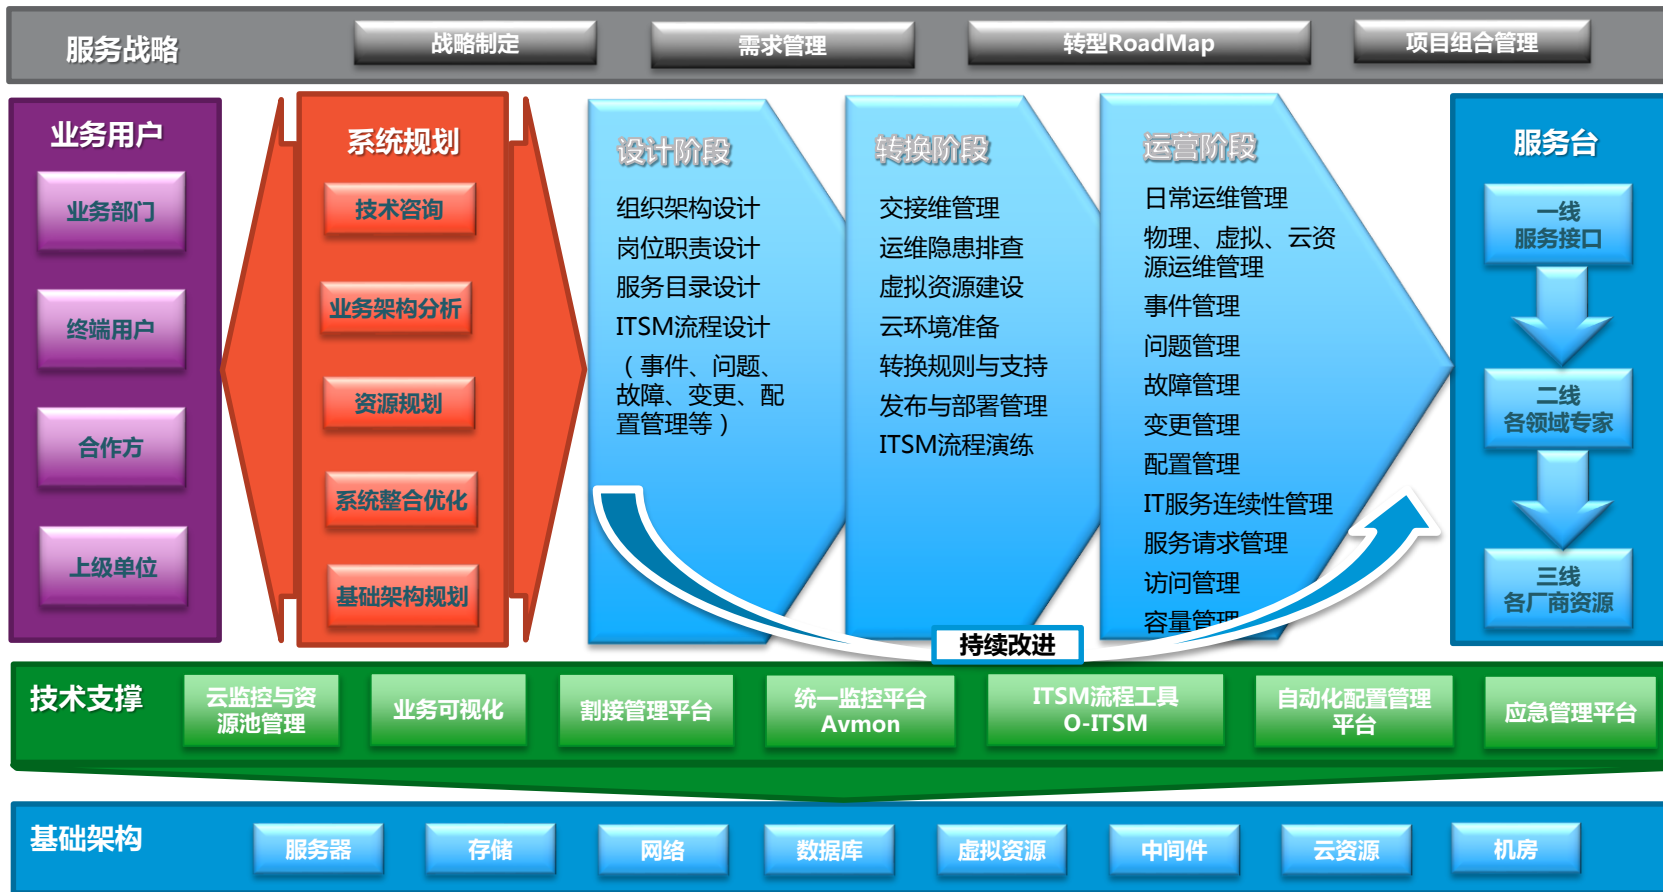 服务战略
战略制定
需求管理
转型RoadMap
项目组合管理
业务用户
业务部门
终端用户
合作方
上级单位
系统规划
技术咨询
业务架构分析
资源规划
系统整合优化
基础架构规划
设计阶段
组织架构设计
岗位职责设计
服务目录设计
ITSM流程设计
（事件、问题、
故障、变更、配
置管理等）
转换阶段
交接维管理
运维隐患排查
虚拟资源建设
云环境准备
转换规则与支持
发布与部署管理
ITSM流程演练
运营阶段
日常运维管理
物理、虚拟、云资
源运维管理
事件管理
问题管理
故障管理
变更管理
配置管理
IT服务连续性管理
服务请求管理
访问管理
容量管理
持续改进
服务台
一线
服务接口
二线
各领域专家
三线
各厂商资源
技术支撑
云监控与资
源池管理
业务可视化
割接管理平台
统一监控平台
Avmon
ITSM流程工具
O-ITSM
自动化配置管理
平台
应急管理平台
基础架构
服务器
存储
网络
数据库
虚拟资源
中间件
云资源
机房